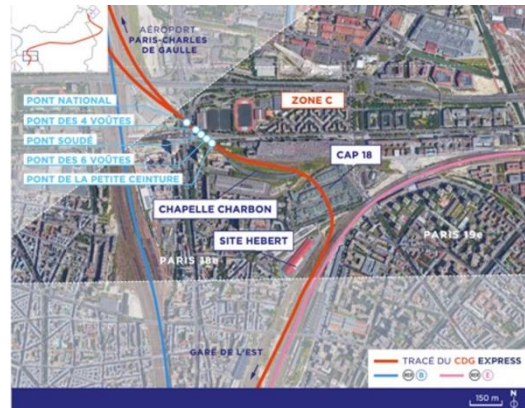 AÉROPORT
PARIS-CHARLES
DE GAULLE
PONT NATIONAL
PONT DES 4 VOÛTES
PONT SOUDÉ
PONT DES 6 VOÛTES
PONT DE LA PETITE CEINTURE
ZONE C
CAP 18
CHAPELLE CHARBON
SITE HEBERT
PARIS 18e
PARIS 19e
GARE DE L'EST
TRACÉ DU CDG EXPRESS
RER B
RER E
150 m
N